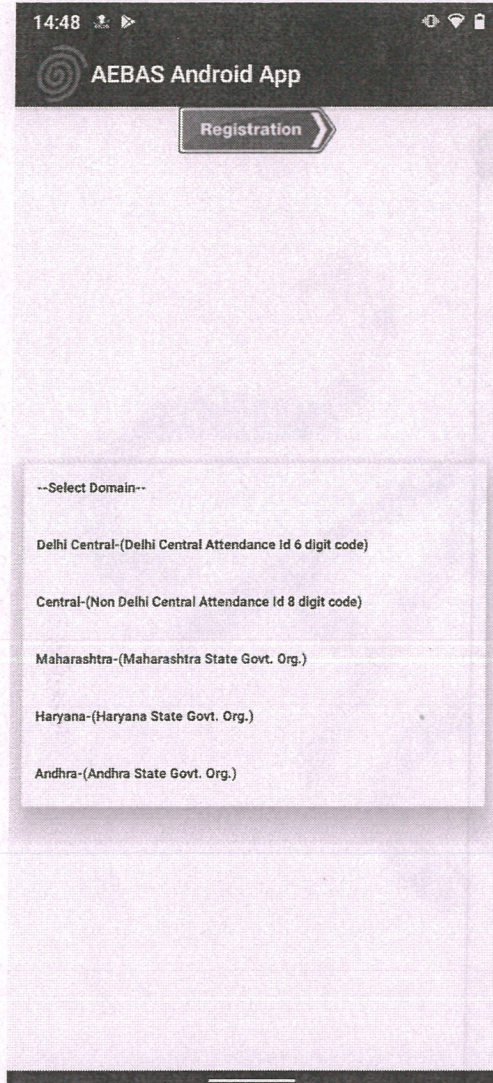 14:48
AEBAS Android App
Registration
--Select Domain--
Delhi Central-(Delhi Central Attendance Id 6 digit code)
Central-(Non Delhi Central Attendance Id 8 digit code)
Maharashtra-(Maharashtra State Govt. Org.)
Haryana-(Haryana State Govt. Org.)
Andhra-(Andhra State Govt. Org.)